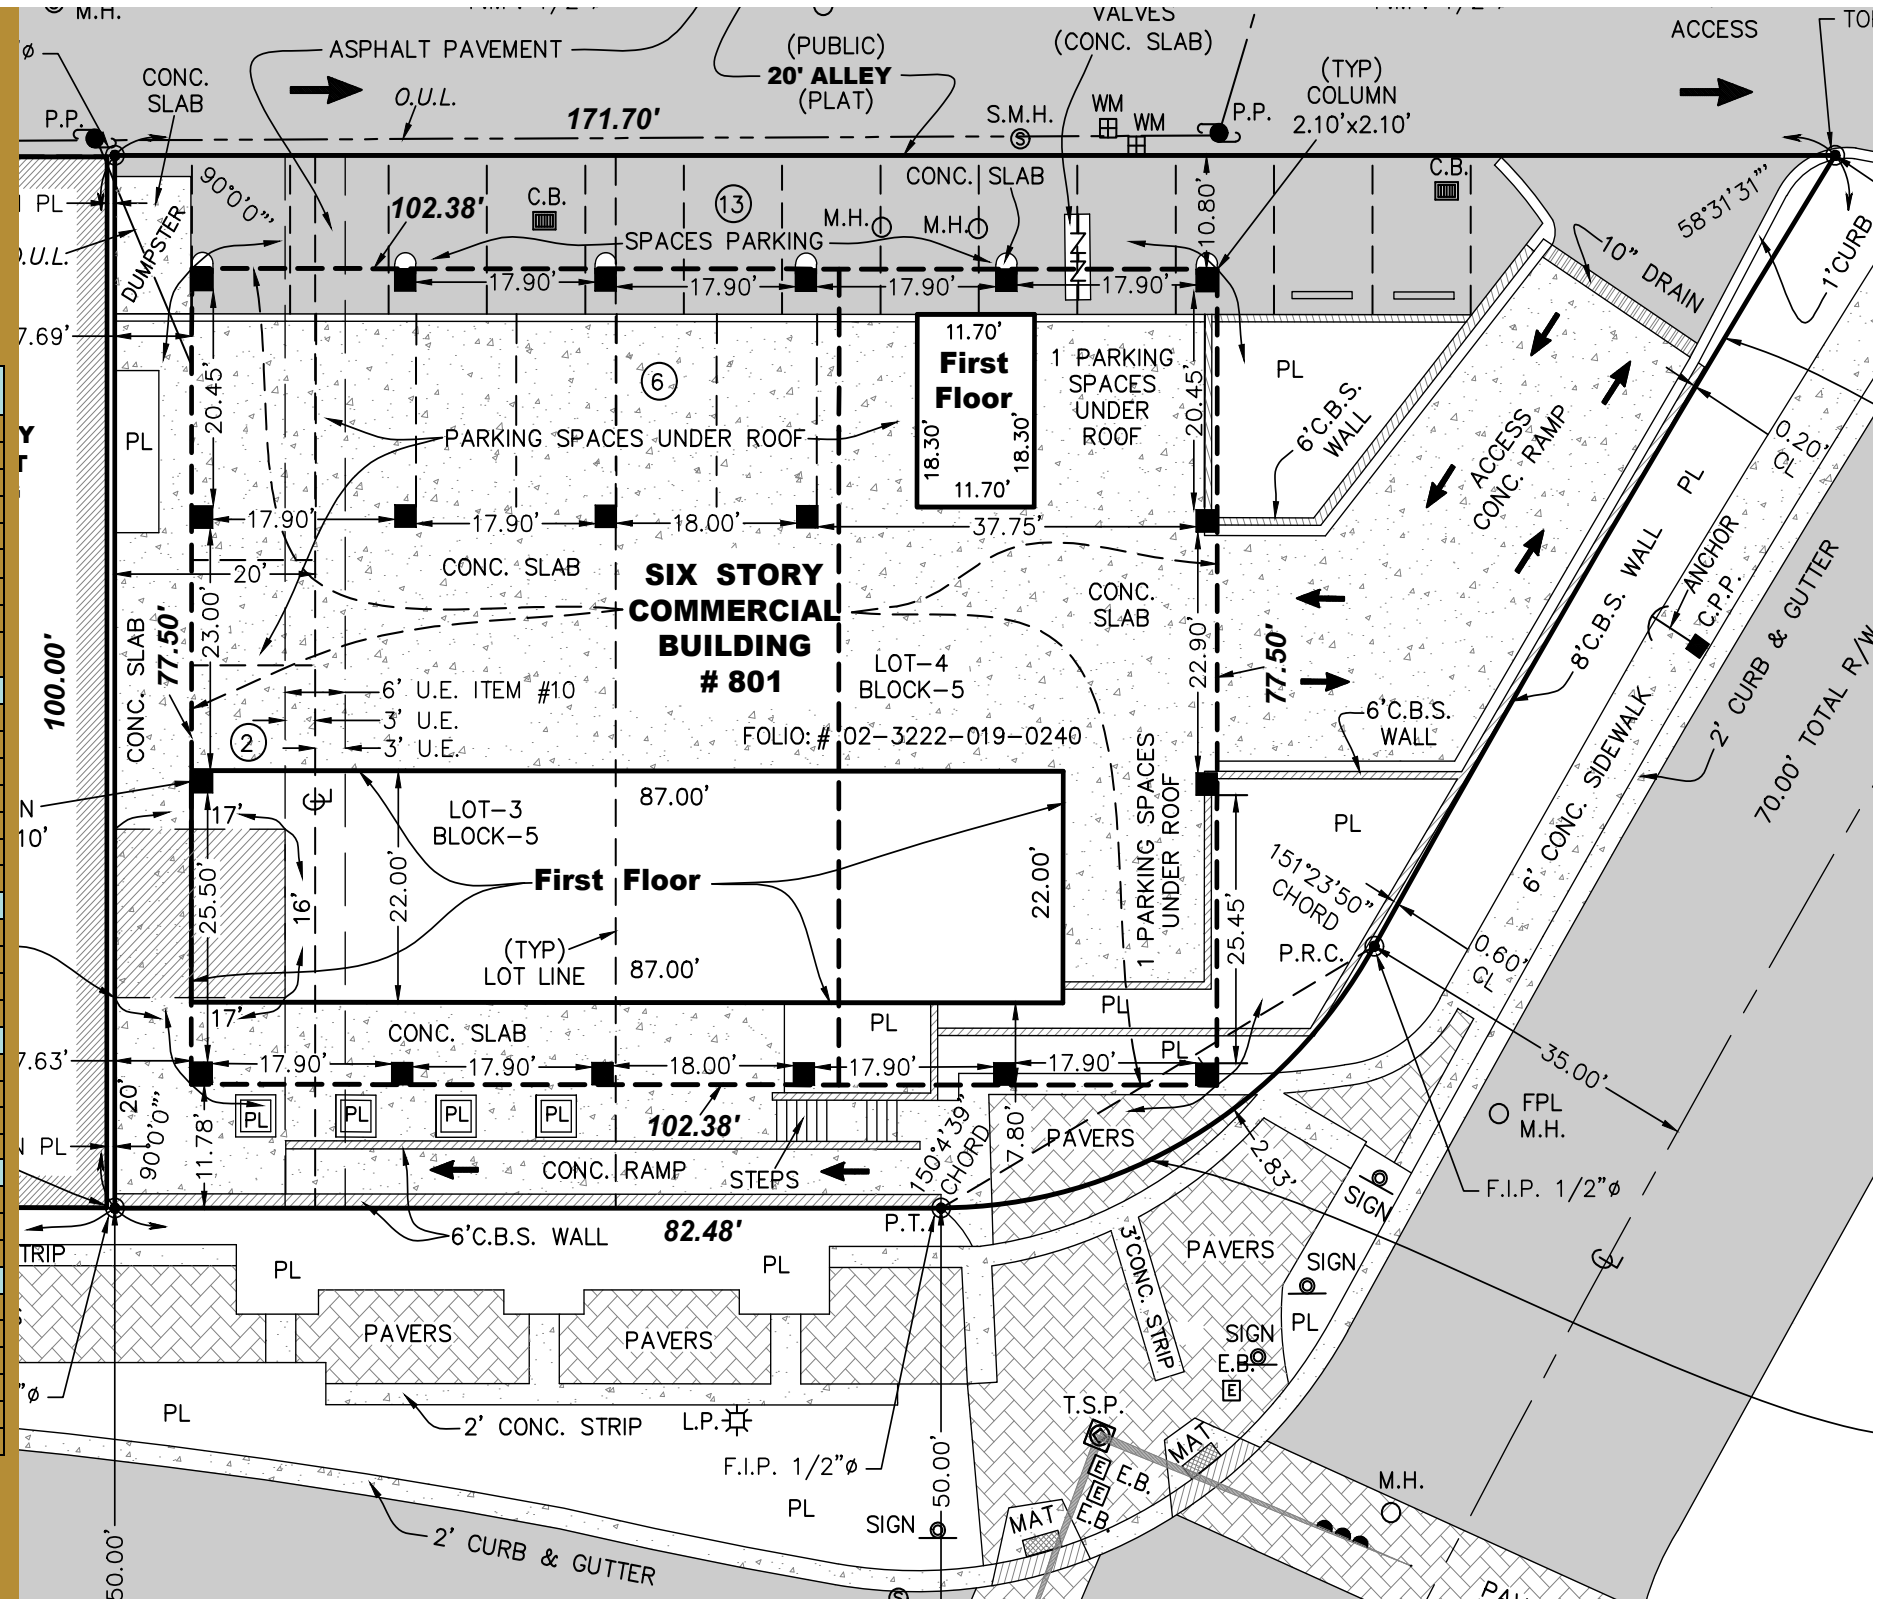 M.H.
ASPHALT PAVEMENT
(PUBLIC)
20' ALLEY
(PLAT)
VALVES
(CONC. SLAB)
ACCESS
CONC.
SLAB
O.U.L.
171.70'
(TYP)
COLUMN
2.10'x2.10'
P.P.
S.M.H.
WM
WM
P.P.
90°0'0"
102.38'
C.B.
13
M.H.
M.H.
CONC. SLAB
10.80'
C.B.
58°31'31"
1'CURB
PL
O.U.L.
DUMPSTER
SPACES PARKING
17.90'
17.90'
17.90'
17.90'
10" DRAIN
7.69'
20.45'
6
11.70'
First
Floor
18.30'
18.30'
11.70'
1 PARKING
SPACES
UNDER
ROOF
20.45'
PL
6'C.B.S.
WALL
ACCESS
CONC. RAMP
0.20'
CL
PL
PARKING SPACES UNDER ROOF
17.90'
17.90'
18.00'
37.75'
PL
ANCHOR
C.P.P.
8'C.B.S. WALL
2' CURB & GUTTER
20'
CONC. SLAB
SIX STORY
COMMERCIAL
BUILDING
# 801
CONC.
SLAB
23.00'
CONC. SLAB
77.50'
100.00'
22.90'
77.50'
LOT-4
BLOCK-5
6' U.E. ITEM #10
3' U.E.
3' U.E.
2
FOLIO: # 02-3222-019-0240
6'C.B.S.
WALL
6' CONC. SIDEWALK
70.00' TOTAL R/W
17'
LOT-3
BLOCK-5
87.00'
1 PARKING SPACES
UNDER ROOF
PL
10'
25.50'
16'
22.00'
First Floor
22.00'
25.45'
151°23'50"
CHORD
P.R.C.
0.60'
CL
(TYP)
LOT LINE
87.00'
17'
CONC. SLAB
PL
PL
PL
7.63'
17.90'
17.90'
18.00'
17.90'
17.90'
35.00'
20'
90°0'0"
11.78'
PL
PL
PL
PL
102.38'
150°4'39"
CHORD
7.80'
PAVERS
2.83'
FPL
M.H.
PL
CONC. RAMP
STEPS
SIGN
F.I.P. 1/2"ø
6'C.B.S. WALL
82.48'
P.T.
PL
PL
3'CONC. STRIP
PAVERS
SIGN
PL
PAVERS
PAVERS
SIGN
E.B.
E
PL
2' CONC. STRIP
L.P.
T.S.P.
MAT
F.I.P. 1/2"ø
50.00'
E
E.B.
E
E.B.
M.H.
PL
SIGN
MAT
2' CURB & GUTTER
50.00'